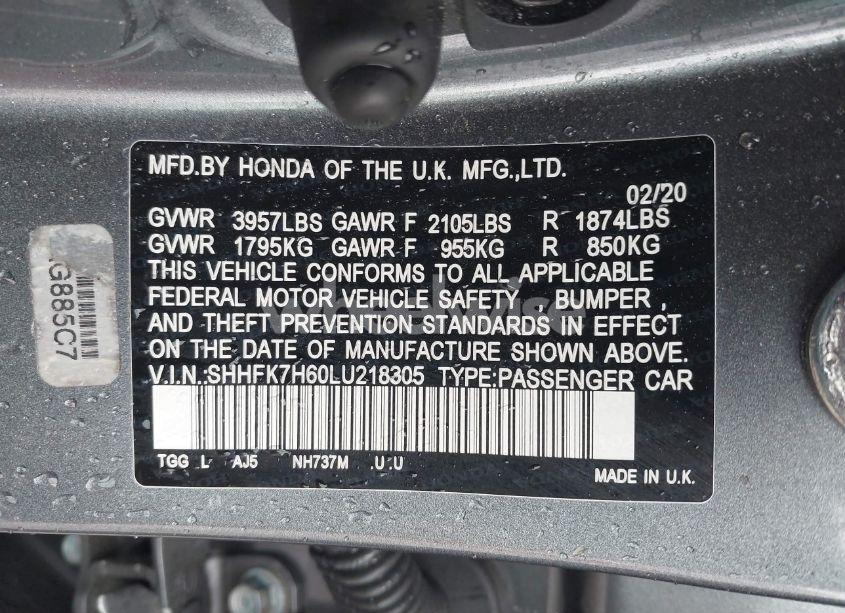 MFD.BY HONDA OF THE U.K. MFG.,LTD.
02/20
GVWR 3957LBS GAWR F 2105LBS R 1874LBS
GVWR 1795KG GAWR F 955KG R 850KG
THIS VEHICLE CONFORMS TO ALL APPLICABLE
FEDERAL MOTOR VEHICLE SAFETY , BUMPER ,
AND THEFT PREVENTION STANDARDS IN EFFECT
ON THE DATE OF MANUFACTURE SHOWN ABOVE.
V.I.N.:SHHFK7H60LU218305 TYPE:PASSENGER CAR
TGG L AJ5 NH737M .U .U
MADE IN U.K.
G885C7